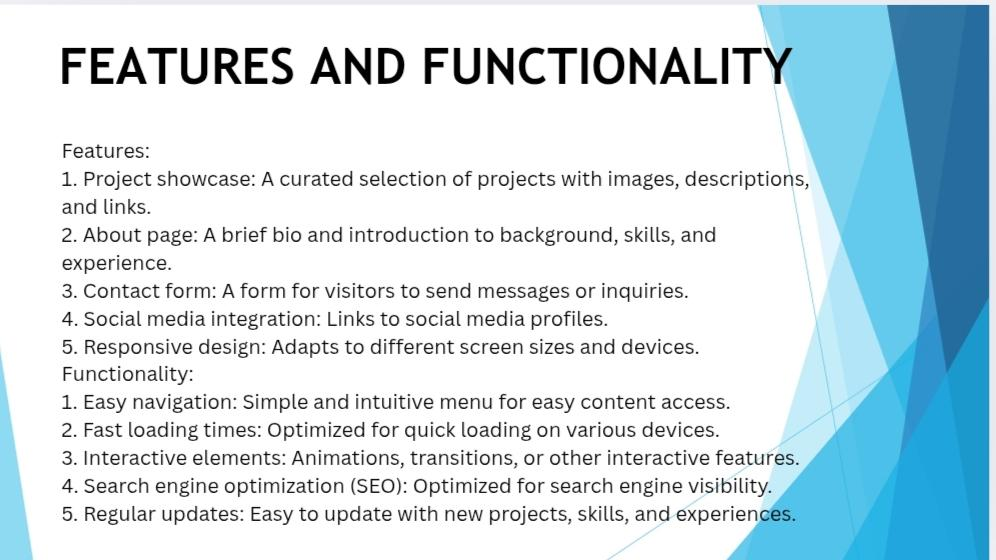 FEATURES AND FUNCTIONALITY
Features:
1. Project showcase: A curated selection of projects with images, descriptions,
and links.
2. About page: A brief bio and introduction to background, skills, and
experience.
3. Contact form: A form for visitors to send messages or inquiries.
4. Social media integration: Links to social media profiles.
5. Responsive design: Adapts to different screen sizes and devices.
Functionality:
1. Easy navigation: Simple and intuitive menu for easy content access.
2. Fast loading times: Optimized for quick loading on various devices.
3. Interactive elements: Animations, transitions, or other interactive features.
4. Search engine optimization (SEO): Optimized for search engine visibility.
5. Regular updates: Easy to update with new projects, skills, and experiences.